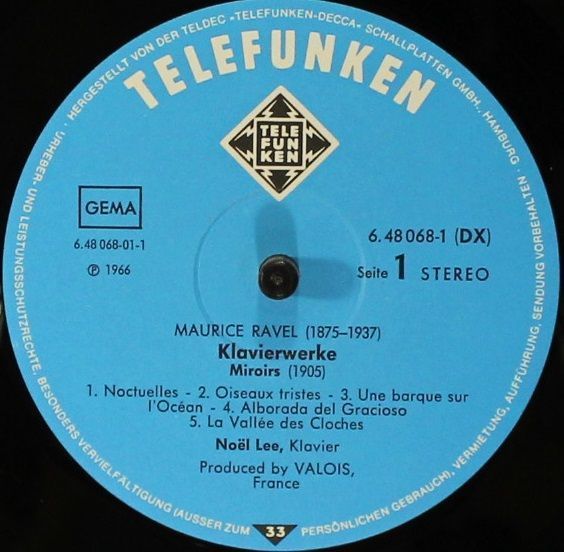 HERGESTELLT VON DER TELDEC »TELEFUNKEN-DECCA« SCHALLPLATTEN GMBH., HAMBURG · URHEBER- UND LEISTUNGSSCHUTZRECHTE, BESONDERS VERVIELFÄLTIGUNG (AUSSER ZUM PERSÖNLICHEN GEBRAUCH), VERMIETUNG, AUFFÜHRUNG, SENDUNG VORBEHALTEN
TELEFUNKEN
TELE
FUN
KEN
GEMA
6.48 068-01-1
℗ 1966
6.48 068-1 (DX)
Seite 1 STEREO
MAURICE RAVEL (1875–1937)
Klavierwerke
Miroirs (1905)
1. Noctuelles - 2. Oiseaux tristes - 3. Une barque sur
l'Océan - 4. Alborada del Gracioso
5. La Vallée des Cloches
Noël Lee, Klavier
Produced by VALOIS,
France
33